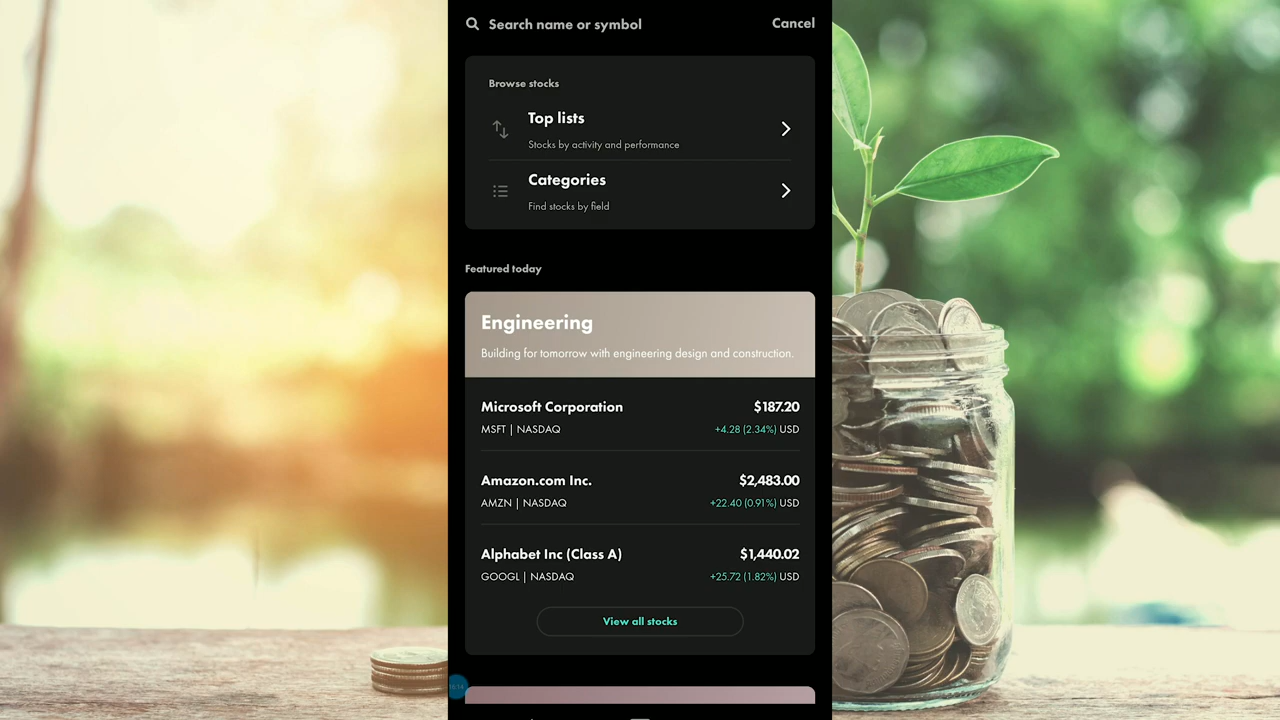 Search name or symbol
Cancel
Browse stocks
Top lists
Stocks by activity and performance
Categories
Find stocks by field
Featured today
Engineering
Building for tomorrow with engineering design and construction.
Microsoft Corporation
$187.20
MSFT | NASDAQ
+4.28 (2.34%) USD
Amazon.com Inc.
$2,483.00
AMZN | NASDAQ
+22.40 (0.91%) USD
Alphabet Inc (Class A)
$1,440.02
GOOGL | NASDAQ
+25.72 (1.82%) USD
View all stocks